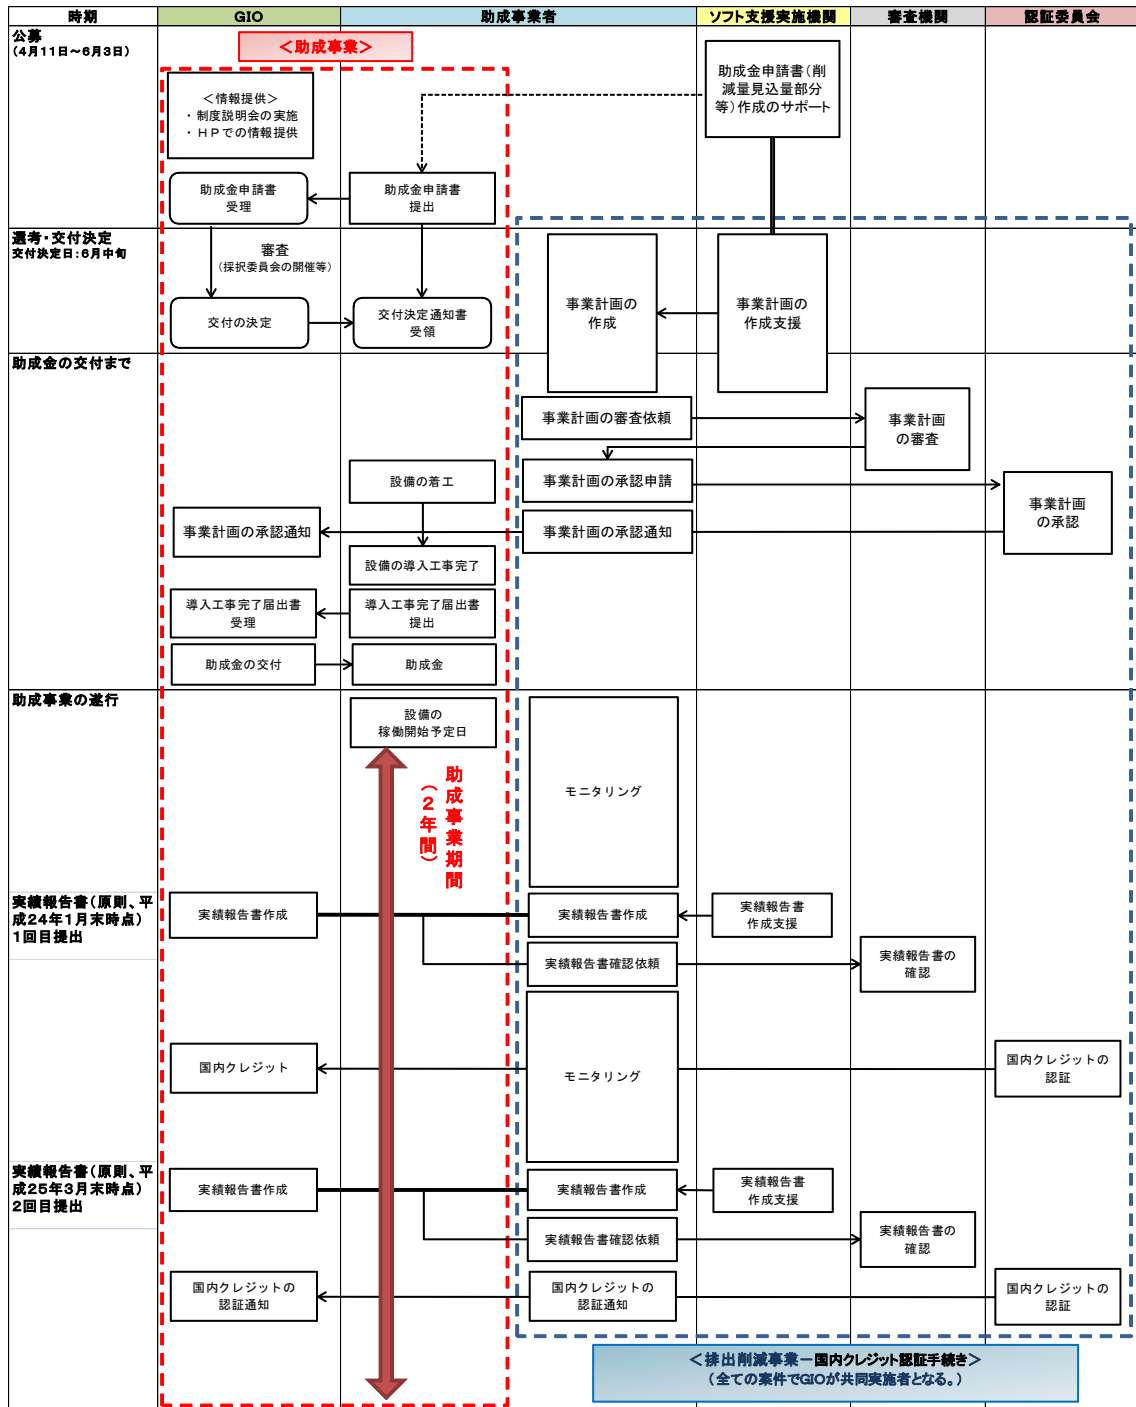 時期
GIO
助成事業者
ソフト支援実施機関
審査機関
認証委員会
公募
（4月11日～6月3日）
＜助成事業＞
＜情報提供＞
・制度説明会の実施
・ＨＰでの情報提供
助成金申請書（削
減量見込量部分
等）作成のサポート
助成金申請書
受理
助成金申請書
提出
選考・交付決定
交付決定日：6月中旬
審査
（採択委員会の開催等）
交付の決定
交付決定通知書
受領
事業計画の
作成
事業計画の
作成支援
助成金の交付まで
事業計画の審査依頼
事業計画
の審査
設備の着工
事業計画の承認申請
事業計画
の承認
事業計画の承認通知
事業計画の承認通知
設備の導入工事完了
導入工事完了届出書
受理
導入工事完了届出書
提出
助成金の交付
助成金
助成事業の遂行
設備の
稼働開始予定日
助成事業期間
（２年間）
モニタリング
実績報告書（原則、平
成24年1月末時点）
1回目提出
実績報告書作成
実績報告書作成
実績報告書
作成支援
実績報告書確認依頼
実績報告書の
確認
国内クレジット
モニタリング
国内クレジットの
認証
実績報告書（原則、平
成25年3月末時点）
2回目提出
実績報告書作成
実績報告書作成
実績報告書
作成支援
実績報告書確認依頼
実績報告書の
確認
国内クレジットの
認証通知
国内クレジットの
認証通知
国内クレジットの
認証
＜排出削減事業－国内クレジット認証手続き＞
（全ての案件でGIOが共同実施者となる。）